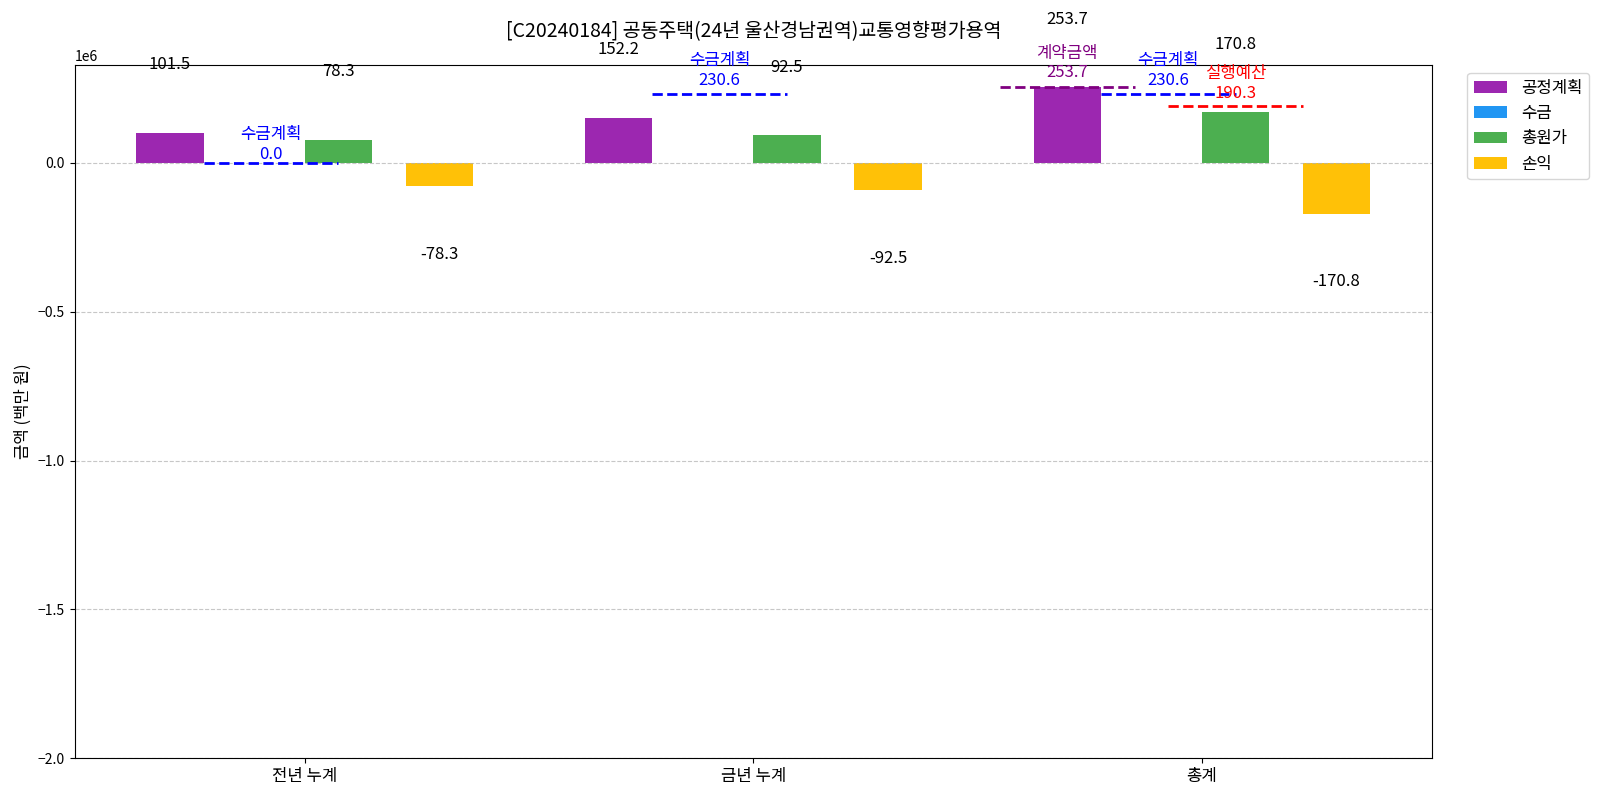 [C20240184] 공동주택(24년 울산경남권역)교통영향평가용역
253.7
152.2
170.8
1e6
101.5
78.3
92.5
수금계획
230.6
계약금액
253.7
수금계획
230.6
실행예산
190.3
수금계획
0.0
-78.3
-92.5
-170.8
공정계획
수금
총원가
손익
금액 (백만 원)
0.0
−0.5
−1.0
−1.5
−2.0
전년 누계
금년 누계
총계